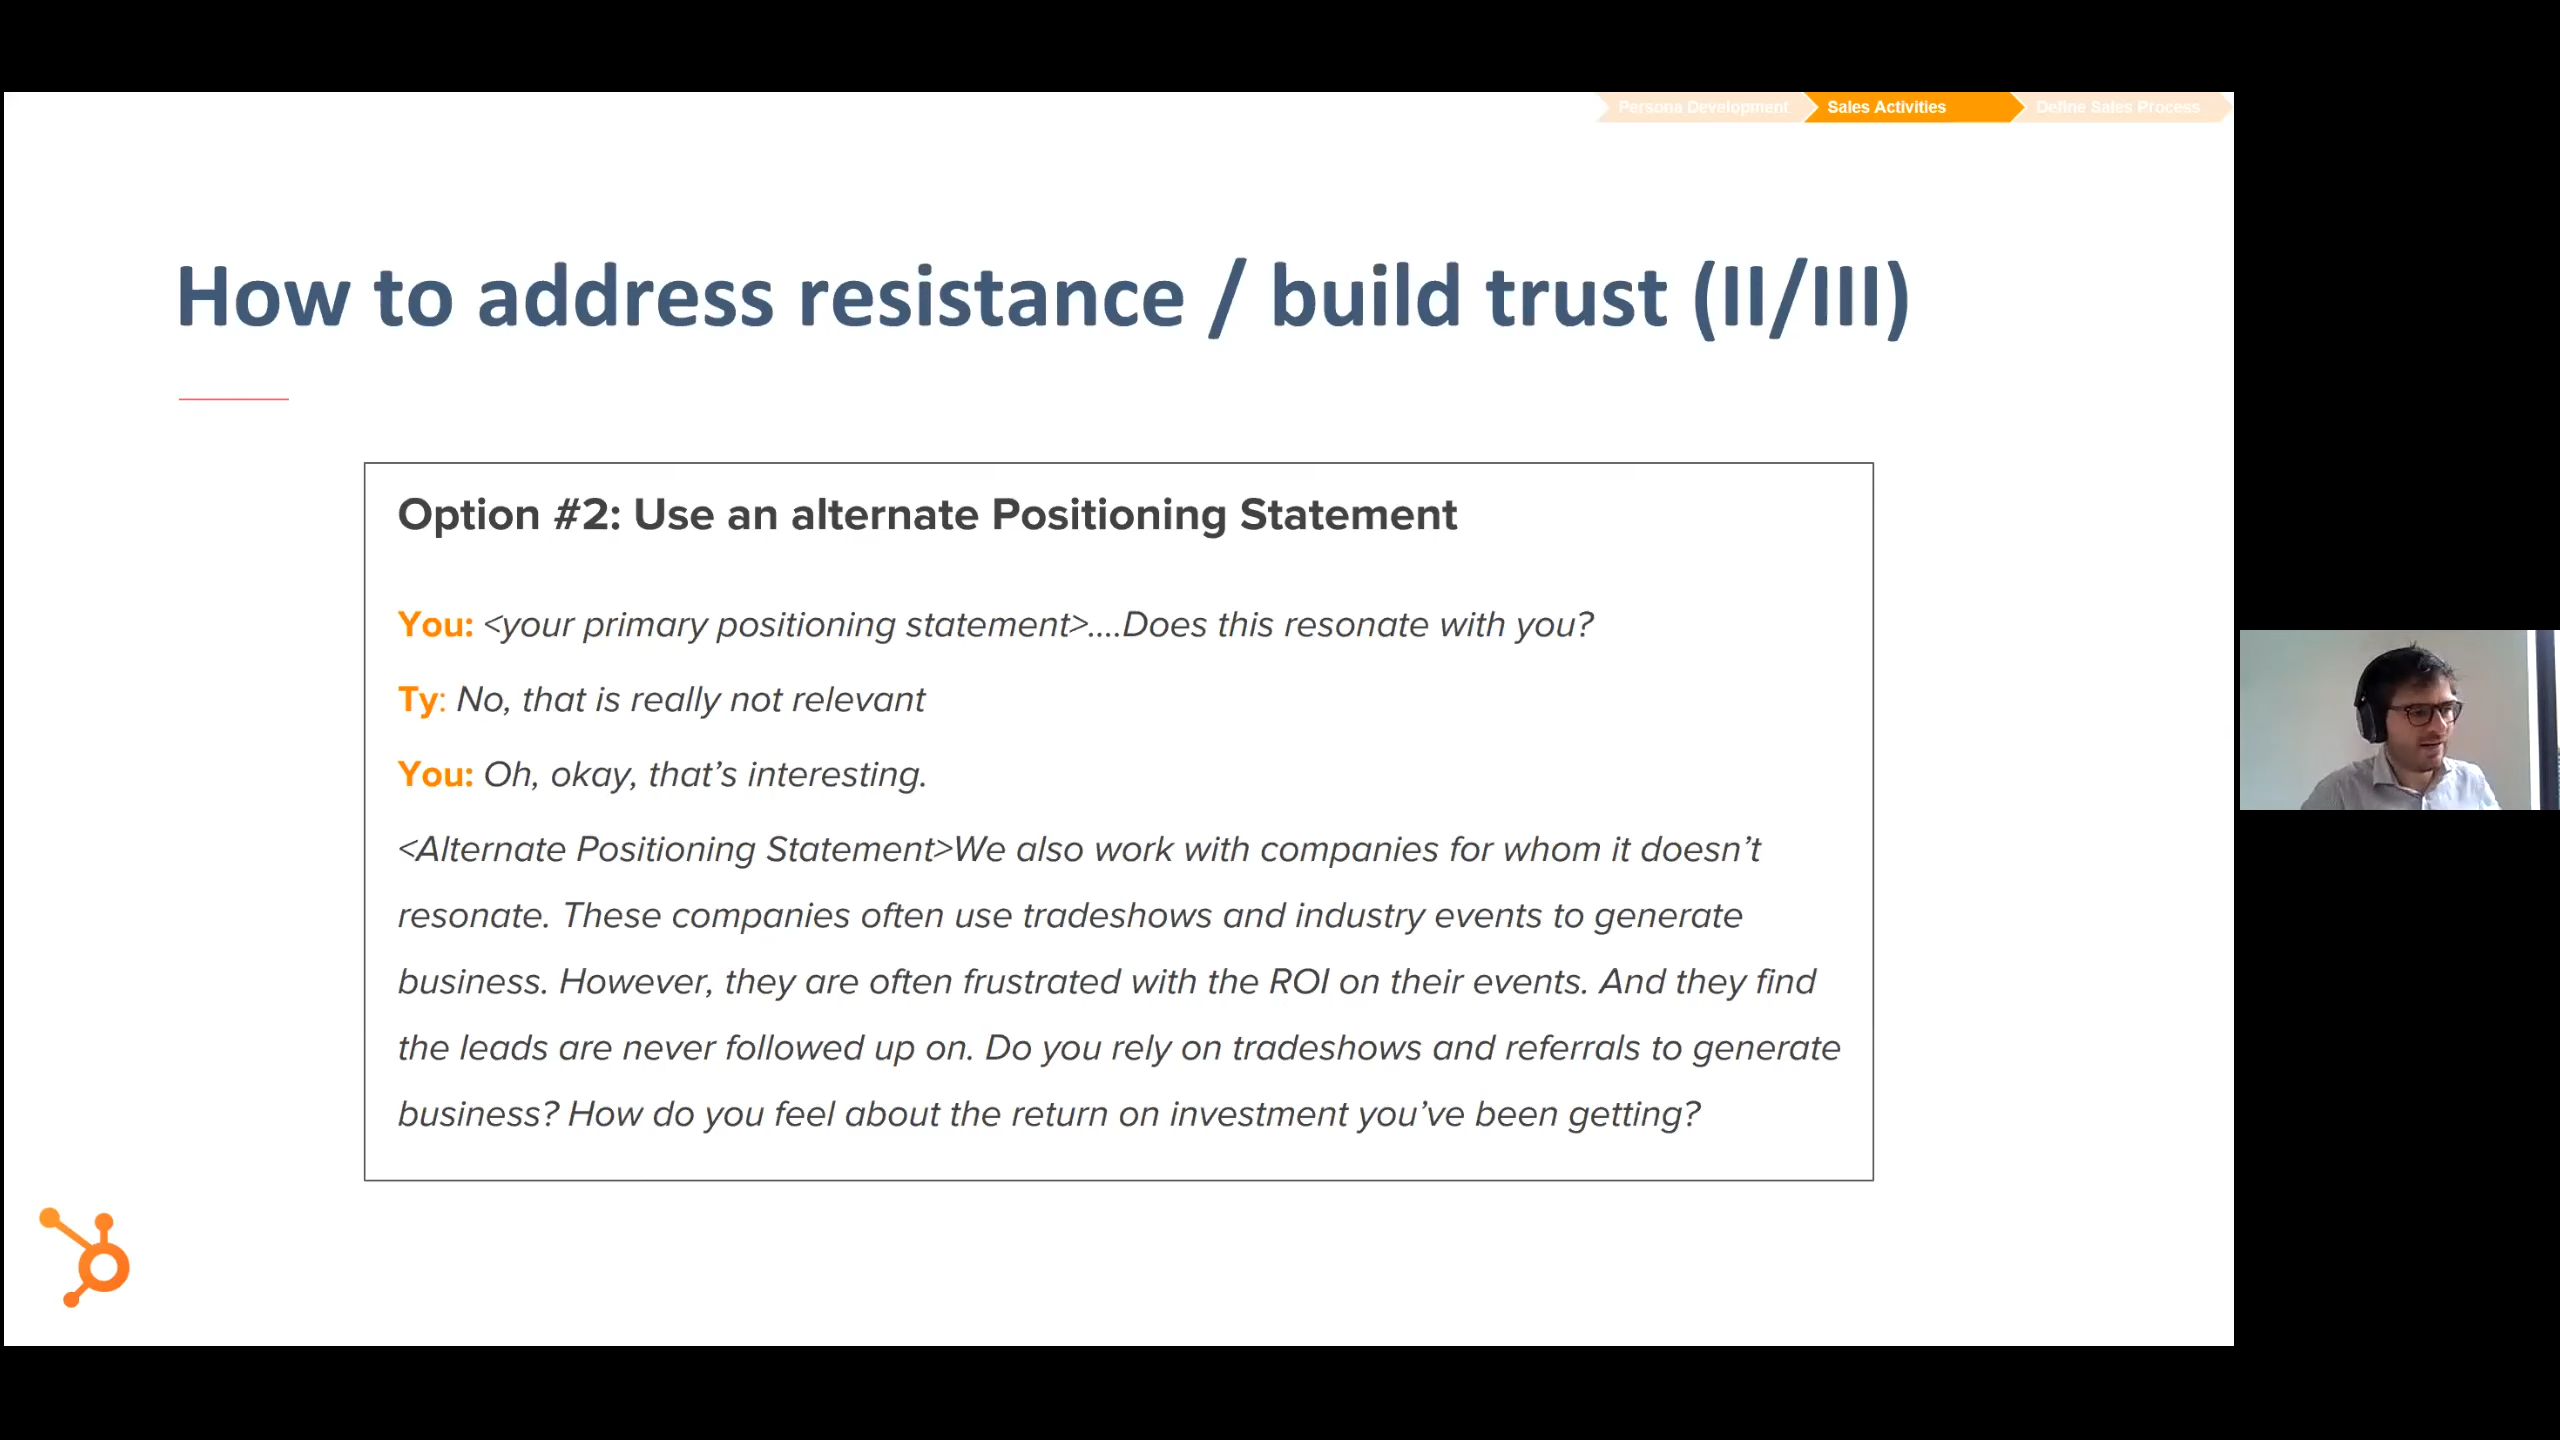 Persona Development
Sales Activities
Define Sales Process
How to address resistance / build trust (II/III)
Option #2: Use an alternate Positioning Statement
You: <your primary positioning statement>....Does this resonate with you?
Ty: No, that is really not relevant
You: Oh, okay, that’s interesting.
<Alternate Positioning Statement>We also work with companies for whom it doesn’t
resonate. These companies often use tradeshows and industry events to generate
business. However, they are often frustrated with the ROI on their events. And they find
the leads are never followed up on. Do you rely on tradeshows and referrals to generate
business? How do you feel about the return on investment you’ve been getting?